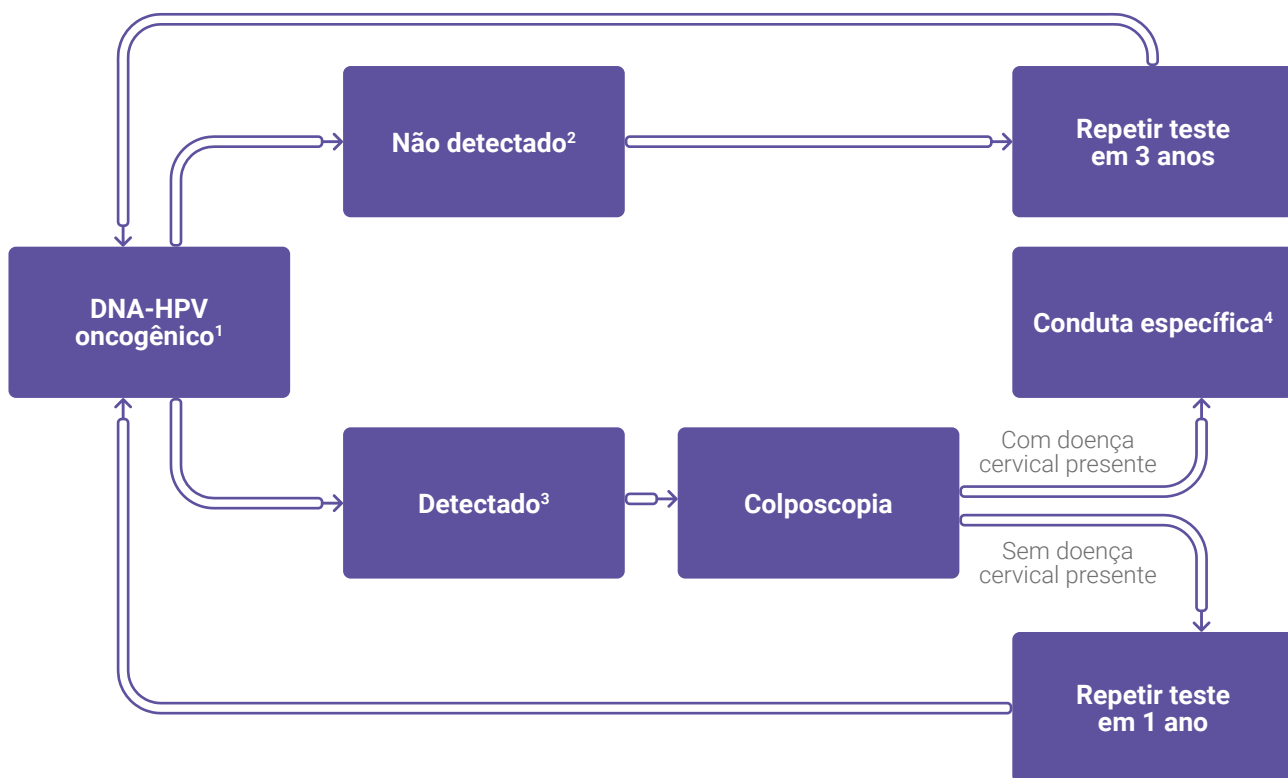 Não detectado²
Repetir teste
em 3 anos
DNA-HPV
oncogênico¹
Conduta específica⁴
Detectado³
Colposcopia
Com doença
cervical presente
Sem doença
cervical presente
Repetir teste
em 1 ano